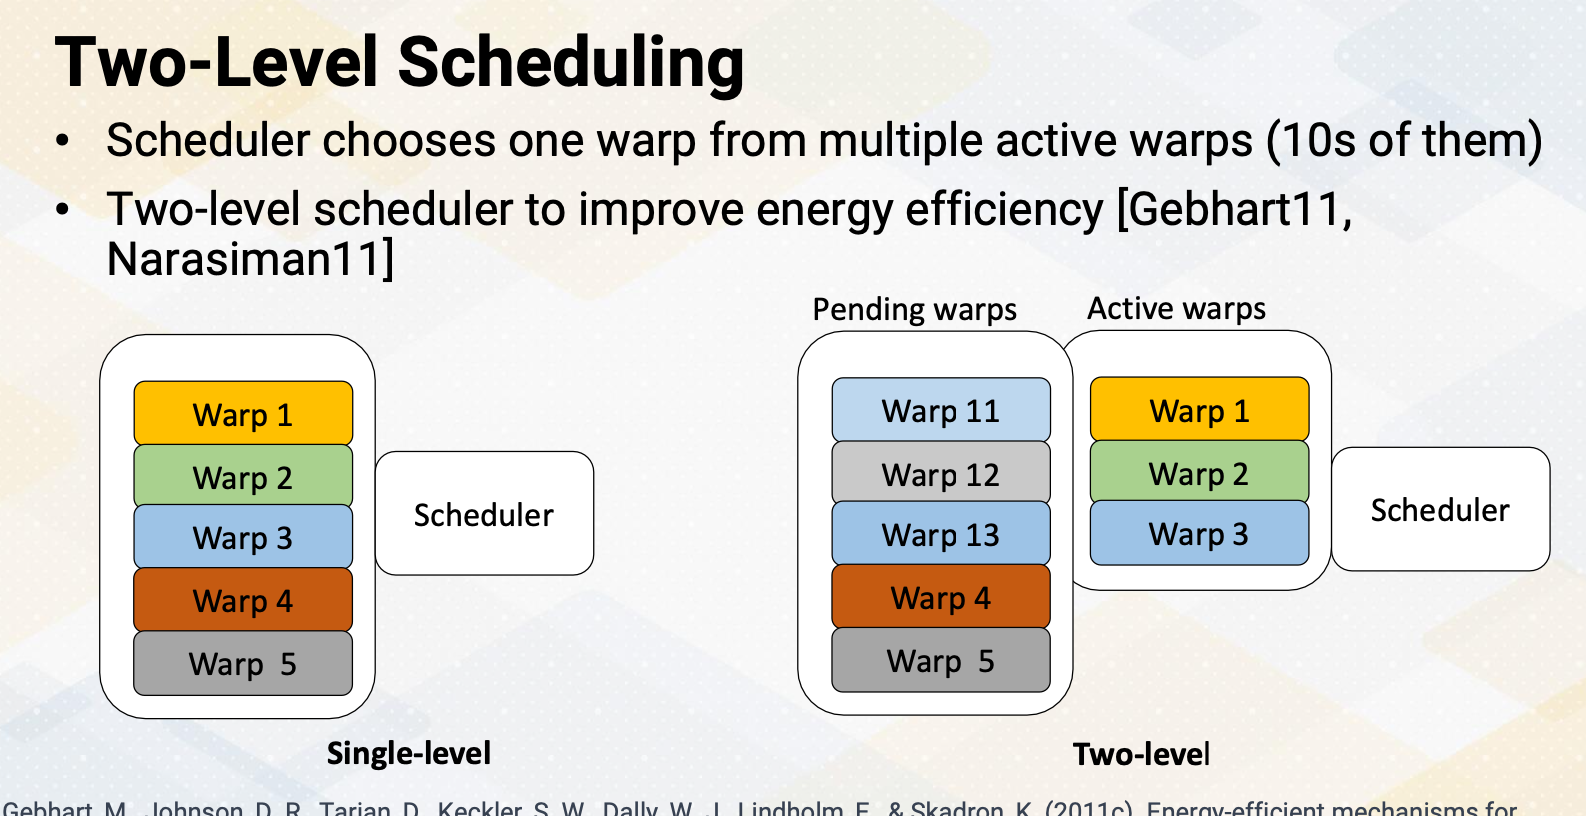 Two-Level Scheduling
• Scheduler chooses one warp from multiple active warps (10s of them)
• Two-level scheduler to improve energy efficiency [Gebhart11,
Narasiman11]
Pending warps
Active warps
Warp 1
Warp 2
Warp 3
Warp 4
Warp 5
Scheduler
Single-level
Warp 11
Warp 12
Warp 13
Warp 4
Warp 5
Warp 1
Warp 2
Warp 3
Scheduler
Two-level
Gebhart, M., Johnson, D. R., Tarjan, D., Keckler, S. W., Dally, W. J., Lindholm, E., & Skadron, K. (2011c). Energy-efficient mechanisms for